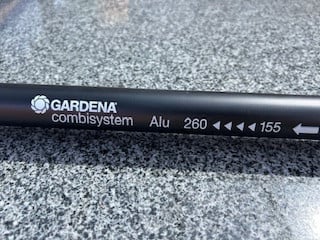 GARDENA
combisystem Alu 260 ◄ ◄ ◄ ◄ 155 ←